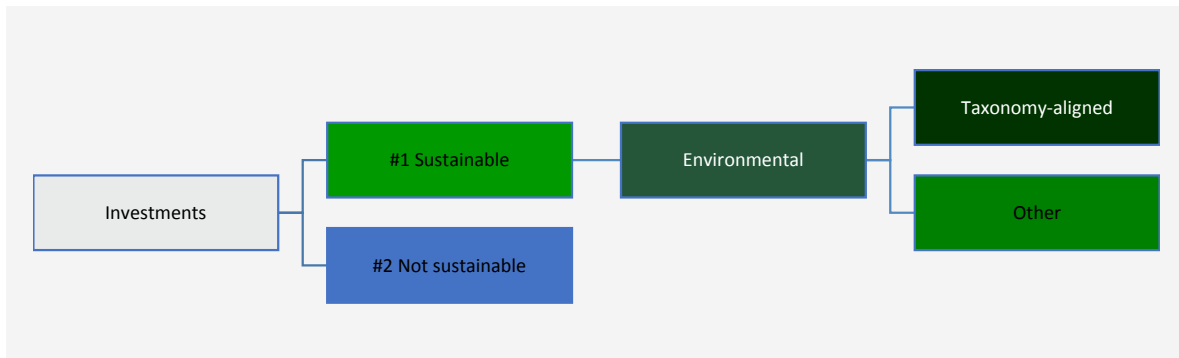 Investments
#1 Sustainable
#2 Not sustainable
Environmental
Taxonomy-aligned
Other